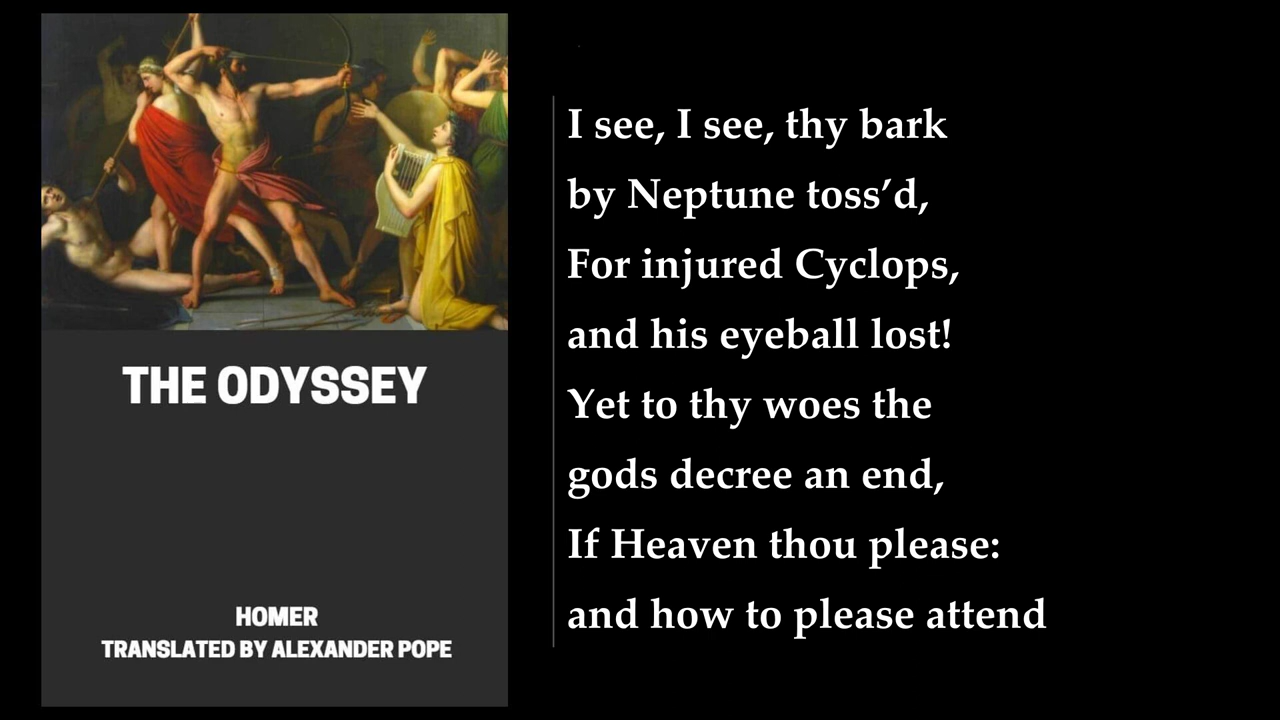 THE ODYSSEY
HOMER
TRANSLATED BY ALEXANDER POPE
I see, I see, thy bark
by Neptune toss’d,
For injured Cyclops,
and his eyeball lost!
Yet to thy woes the
gods decree an end,
If Heaven thou please:
and how to please attend